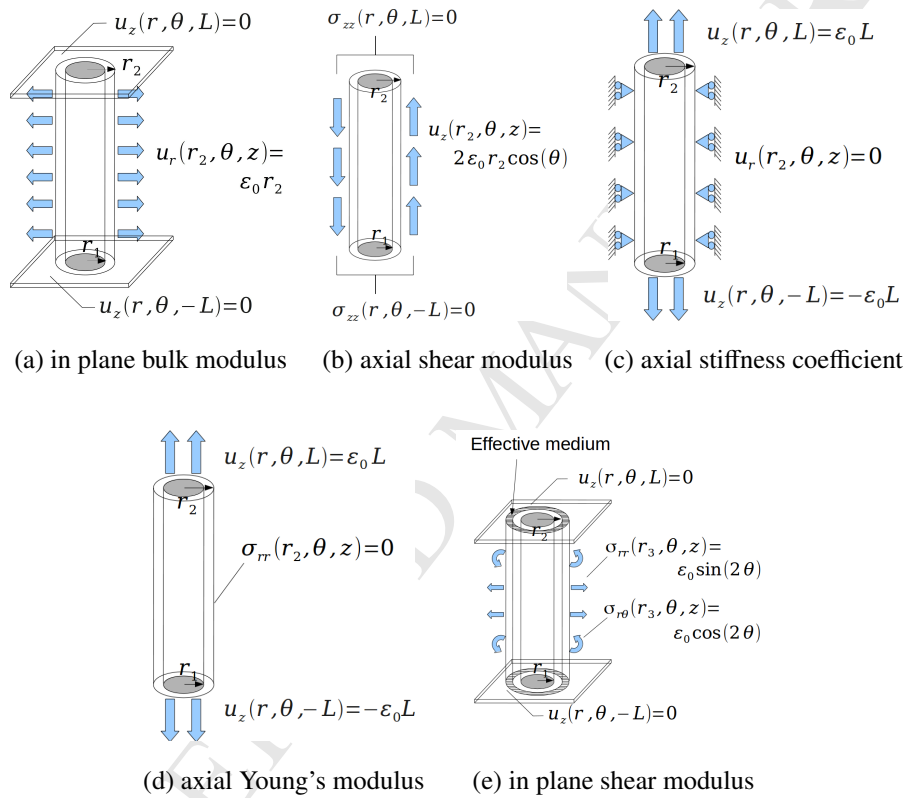 u_z(r,θ,L)=0
r_2
u_r(r_2,θ,z)=
ε_0 r_2
r_1
u_z(r,θ,-L)=0
(a) in plane bulk modulus
σ_zz(r,θ,L)=0
r_2
u_z(r_2,θ,z)=
2ε_0 r_2 cos(θ)
r_1
σ_zz(r,θ,-L)=0
(b) axial shear modulus
u_z(r,θ,L)=ε_0 L
r_2
u_r(r_2,θ,z)=0
r_1
u_z(r,θ,-L)=-ε_0 L
(c) axial stiffness coefficient
u_z(r,θ,L)=ε_0 L
r_2
σ_rr(r_2,θ,z)=0
r_1
u_z(r,θ,-L)=-ε_0 L
(d) axial Young's modulus
Effective medium
u_z(r,θ,L)=0
r_2
σ_rr(r_3,θ,z)=
ε_0 sin(2θ)
σ_rθ(r_3,θ,z)=
ε_0 cos(2θ)
r_1
u_z(r,θ,-L)=0
(e) in plane shear modulus